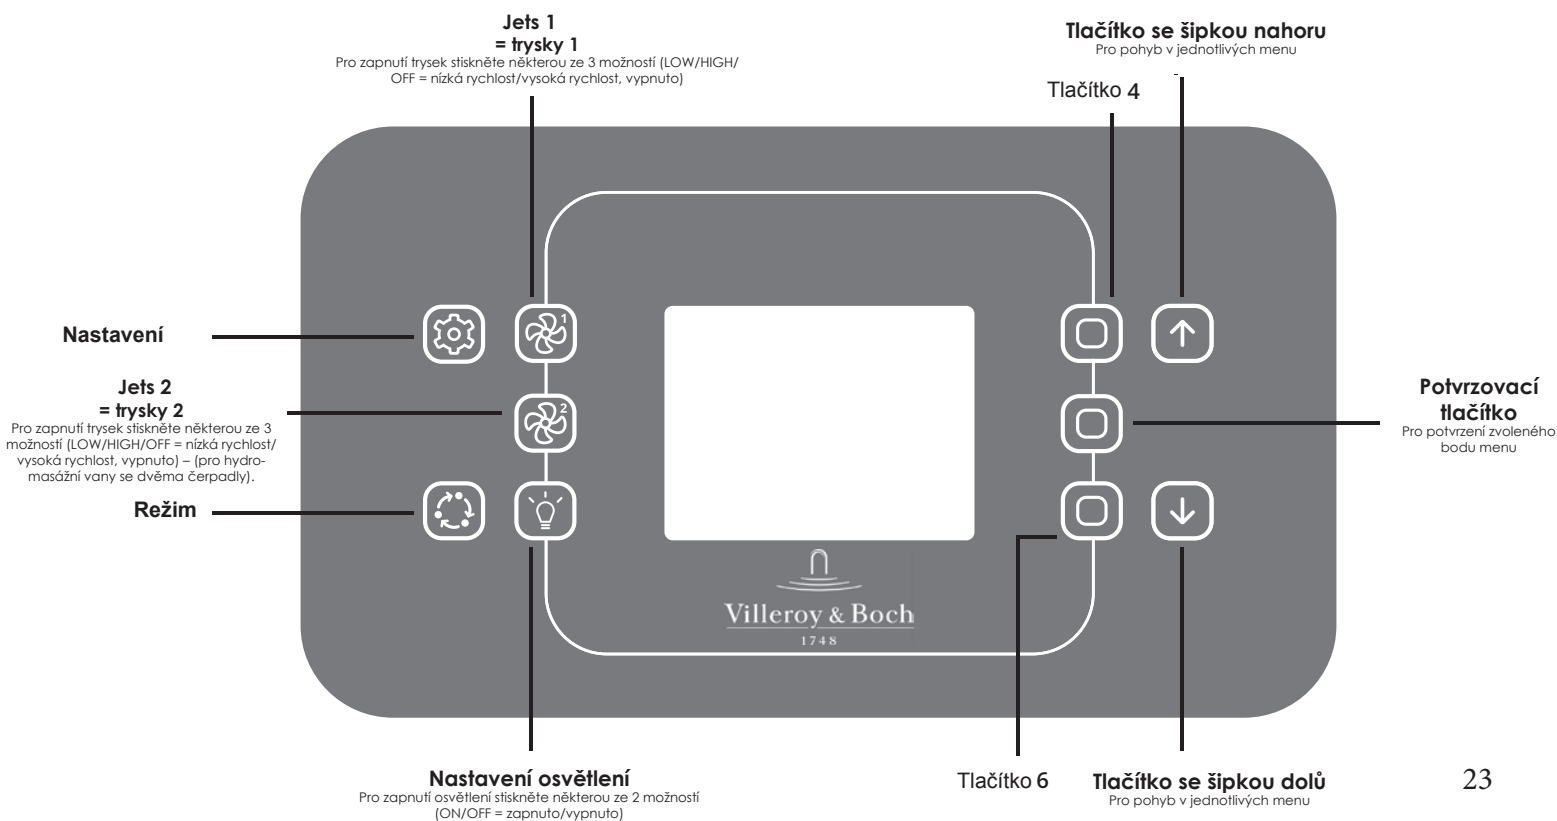 Jets 1
= trysky 1
Pro zapnutí trysek stiskněte některou ze 3 možností (LOW/HIGH/
OFF = nízká rychlost/vysoká rychlost, vypnuto)
Tlačítko se šipkou nahoru
Pro pohyb v jednotlivých menu
Tlačítko 4
Nastavení
1
Jets 2
= trysky 2
Pro zapnutí trysek stiskněte některou ze 3
možností (LOW/HIGH/OFF = nízká rychlost/
vysoká rychlost, vypnuto) – (pro hydro-
masážní vany se dvěma čerpadly).
2
Potvrzovací
tlačítko
Pro potvrzení zvoleného
bodu menu
Režim
Villeroy & Boch
1748
Nastavení osvětlení
Pro zapnutí osvětlení stiskněte některou ze 2 možností
(ON/OFF = zapnuto/vypnuto)
Tlačítko 6
Tlačítko se šipkou dolů
Pro pohyb v jednotlivých menu
23